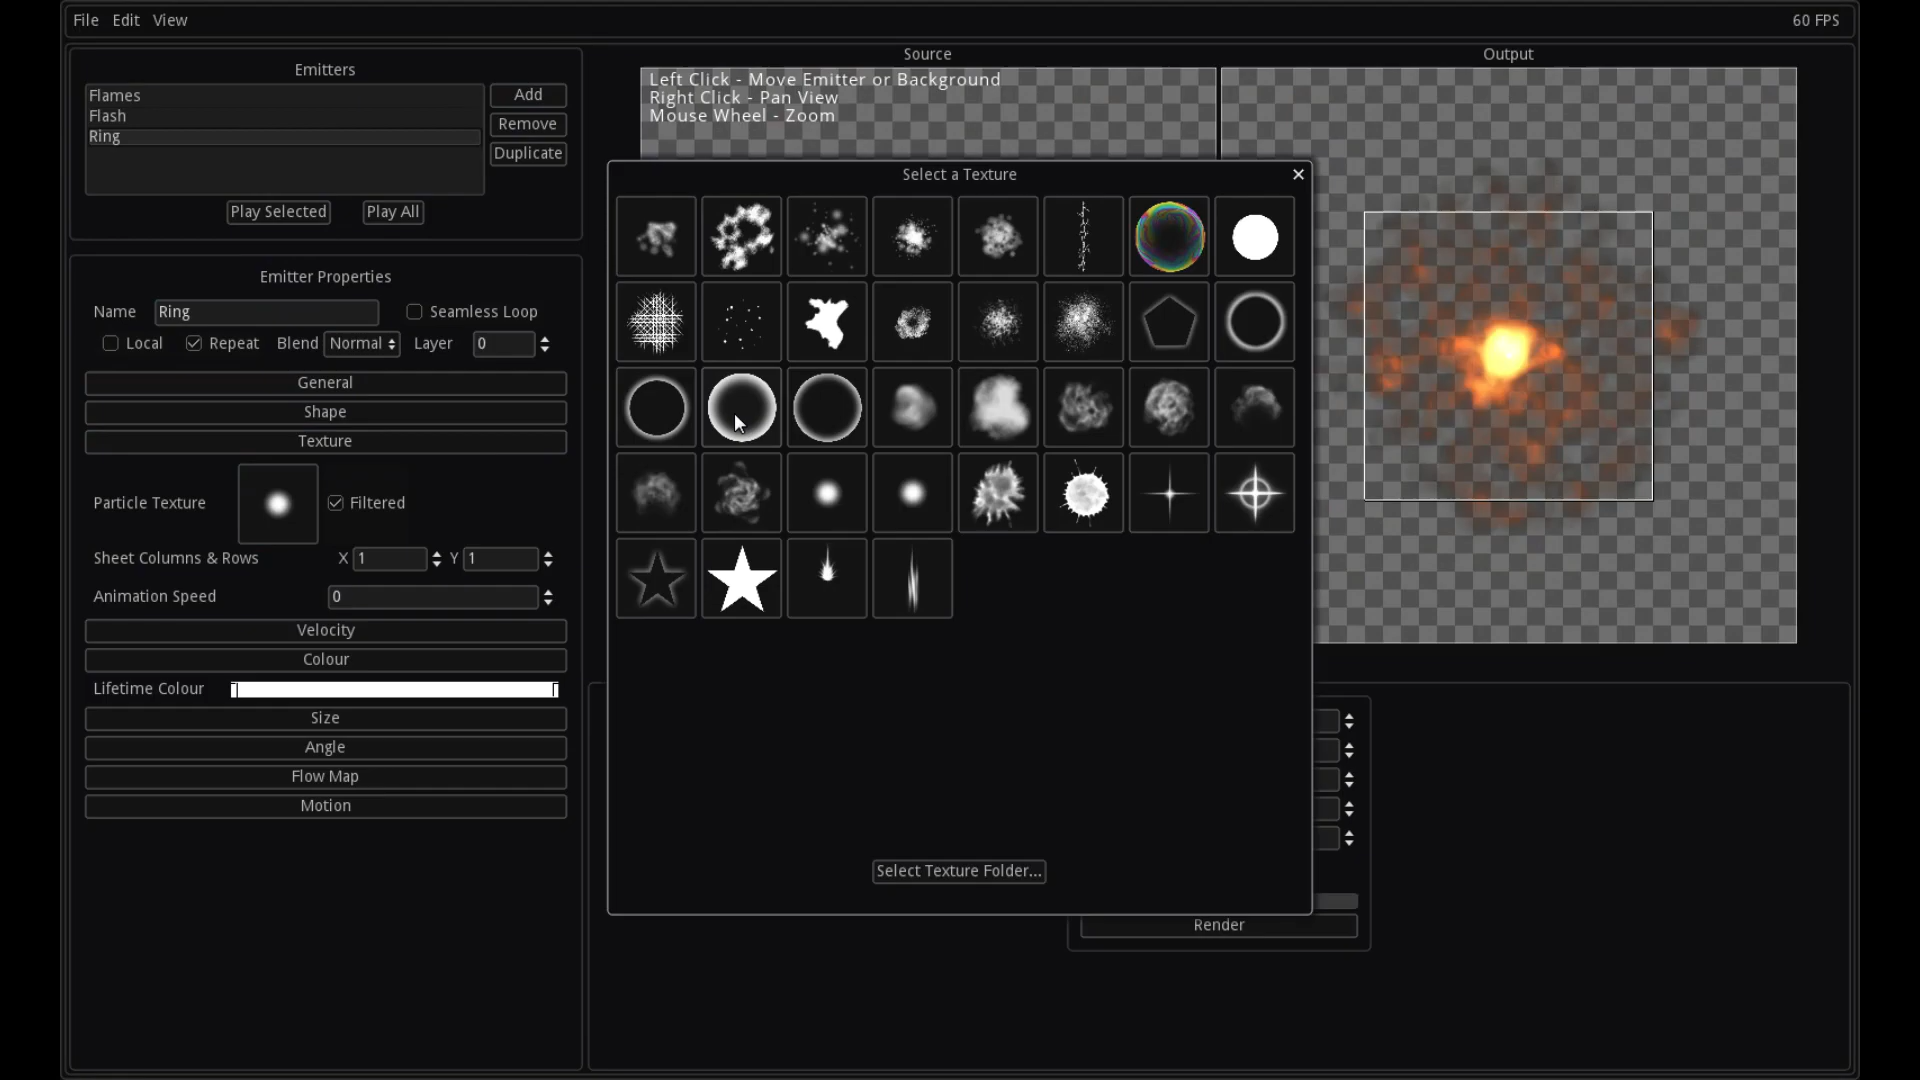 File Edit View
60 FPS
Emitters
Flames
Flash
Ring
Add
Remove
Duplicate
Play Selected
Play All
Emitter Properties
Name Ring Seamless Loop
Local Repeat Blend Normal Layer 0
General
Shape
Texture
Particle Texture Filtered
Sheet Columns & Rows X 1 Y 1
Animation Speed 0
Velocity
Colour
Lifetime Colour
Size
Angle
Flow Map
Motion
Source
Left Click - Move Emitter or Background
Right Click - Pan View
Mouse Wheel - Zoom
Output
Select a Texture
Select Texture Folder...
Render